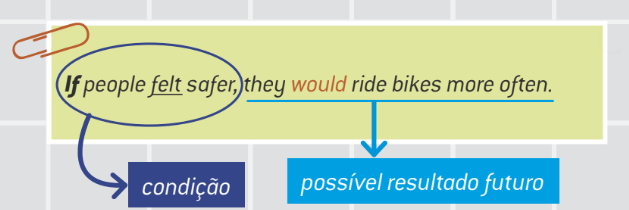 If people felt safer, they would ride bikes more often.
condição
possível resultado futuro